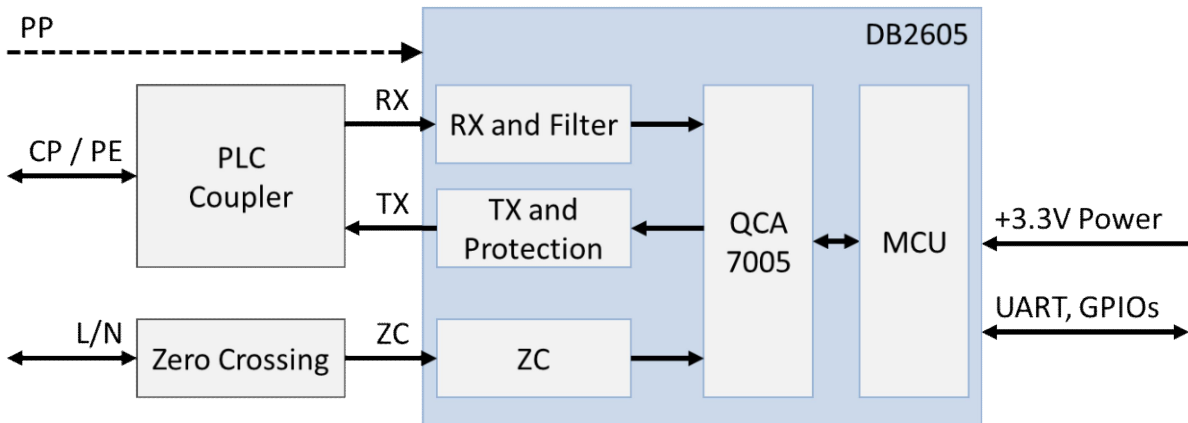 PP
DB2605
RX
RX and Filter
CP / PE
PLC
Coupler
TX
TX and
Protection
QCA
7005
MCU
+3.3V Power
UART, GPIOs
L/N
Zero Crossing
ZC
ZC